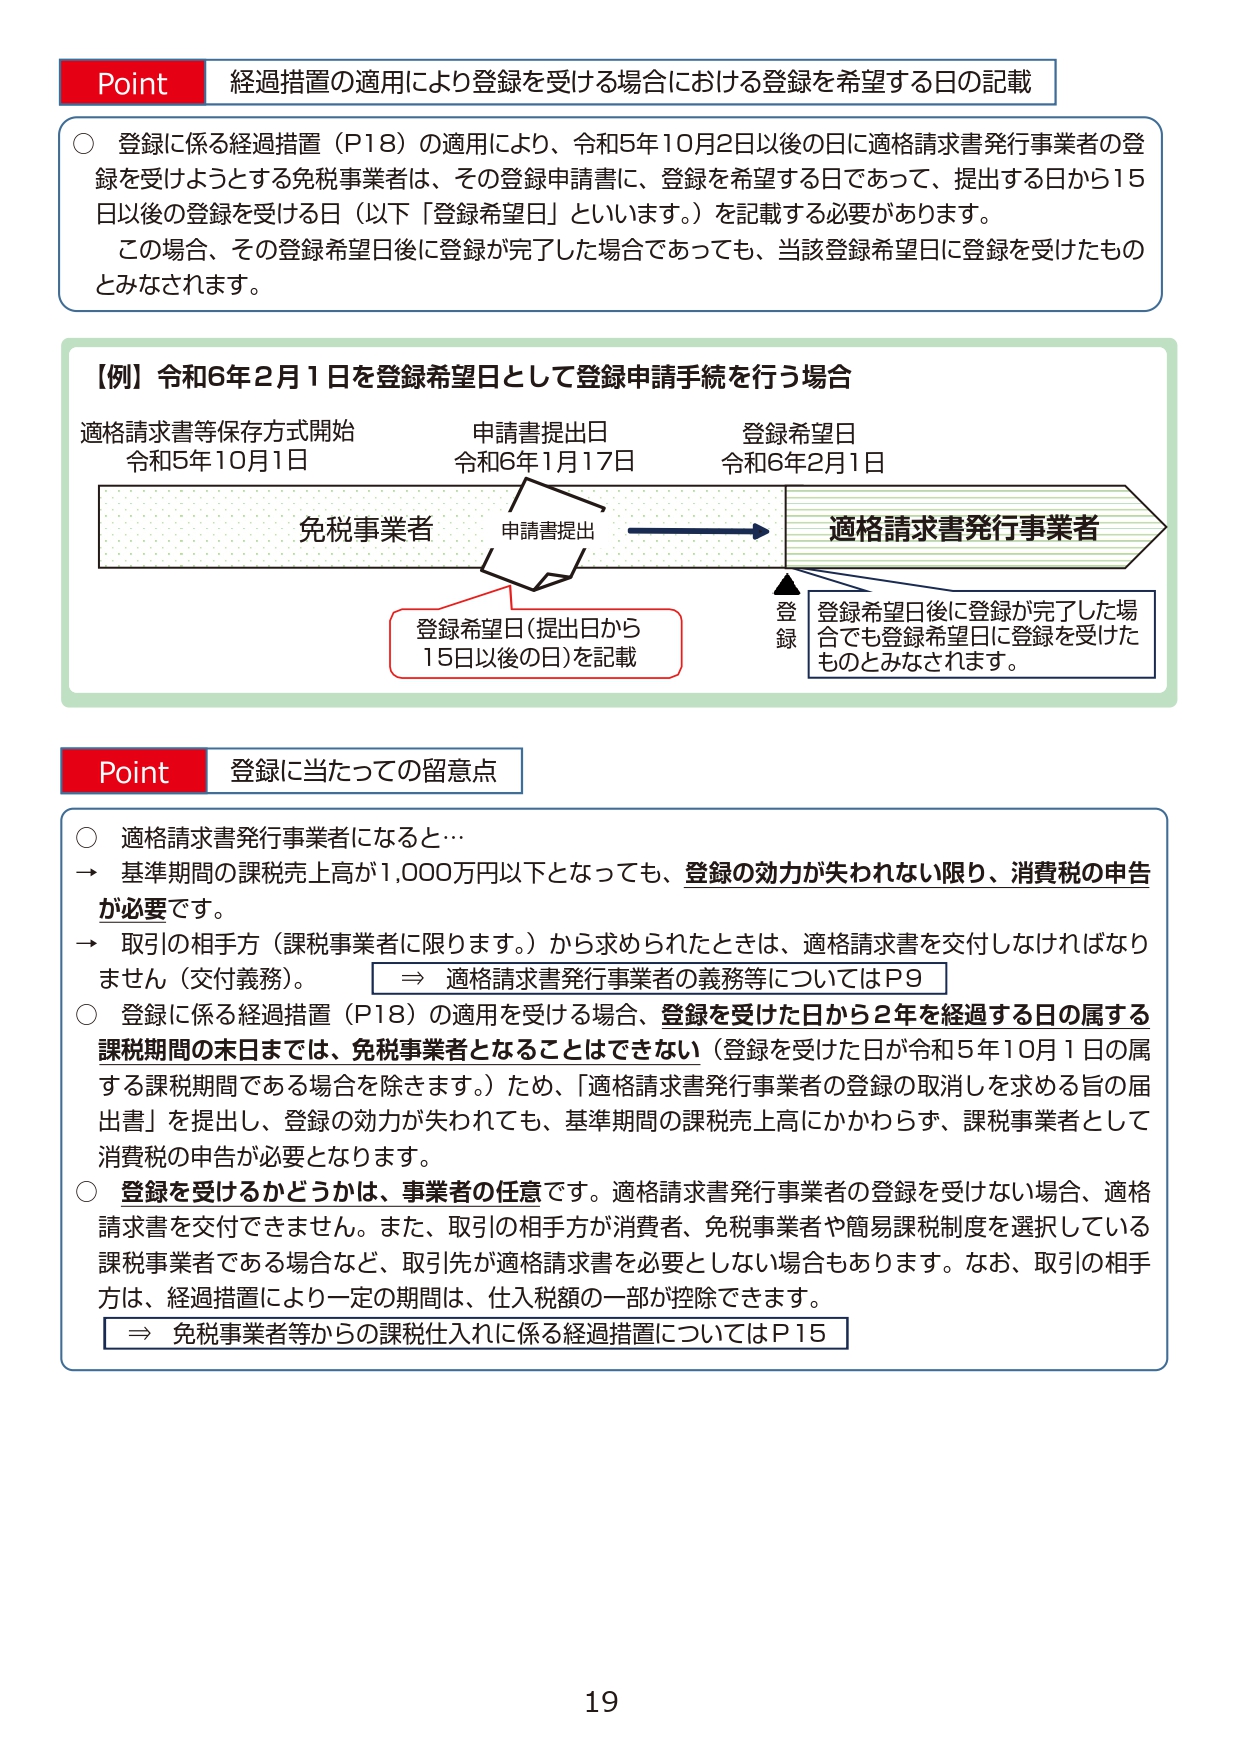 Point 経過措置の適用により登録を受ける場合における登録を希望する日の記載
○ 登録に係る経過措置（P18）の適用により、令和5年10月2日以後の日に適格請求書発行事業者の登
録を受けようとする免税事業者は、その登録申請書に、登録を希望する日であって、提出する日から15
日以後の登録を受ける日（以下「登録希望日」といいます。）を記載する必要があります。
この場合、その登録希望日後に登録が完了した場合であっても、当該登録希望日に登録を受けたもの
とみなされます。
【例】令和6年２月１日を登録希望日として登録申請手続を行う場合
適格請求書等保存方式開始
令和5年10月1日
申請書提出日
令和6年1月17日
登録希望日
令和6年2月1日
免税事業者
申請書提出
適格請求書発行事業者
登録希望日（提出日から
15日以後の日）を記載
▲
登
録
登録希望日後に登録が完了した場
合でも登録希望日に登録を受けた
ものとみなされます。
Point 登録に当たっての留意点
○ 適格請求書発行事業者になると…
→ 基準期間の課税売上高が1,000万円以下となっても、登録の効力が失われない限り、消費税の申告
が必要です。
→ 取引の相手方（課税事業者に限ります。）から求められたときは、適格請求書を交付しなければなり
ません（交付義務）。 ⇒ 適格請求書発行事業者の義務等についてはＰ９
○ 登録に係る経過措置（P18）の適用を受ける場合、登録を受けた日から２年を経過する日の属する
課税期間の末日までは、免税事業者となることはできない（登録を受けた日が令和５年10月１日の属
する課税期間である場合を除きます。）ため、「適格請求書発行事業者の登録の取消しを求める旨の届
出書」を提出し、登録の効力が失われても、基準期間の課税売上高にかかわらず、課税事業者として
消費税の申告が必要となります。
○ 登録を受けるかどうかは、事業者の任意です。適格請求書発行事業者の登録を受けない場合、適格
請求書を交付できません。また、取引の相手方が消費者、免税事業者や簡易課税制度を選択している
課税事業者である場合など、取引先が適格請求書を必要としない場合もあります。なお、取引の相手
方は、経過措置により一定の期間は、仕入税額の一部が控除できます。
⇒ 免税事業者等からの課税仕入れに係る経過措置についてはＰ15
19